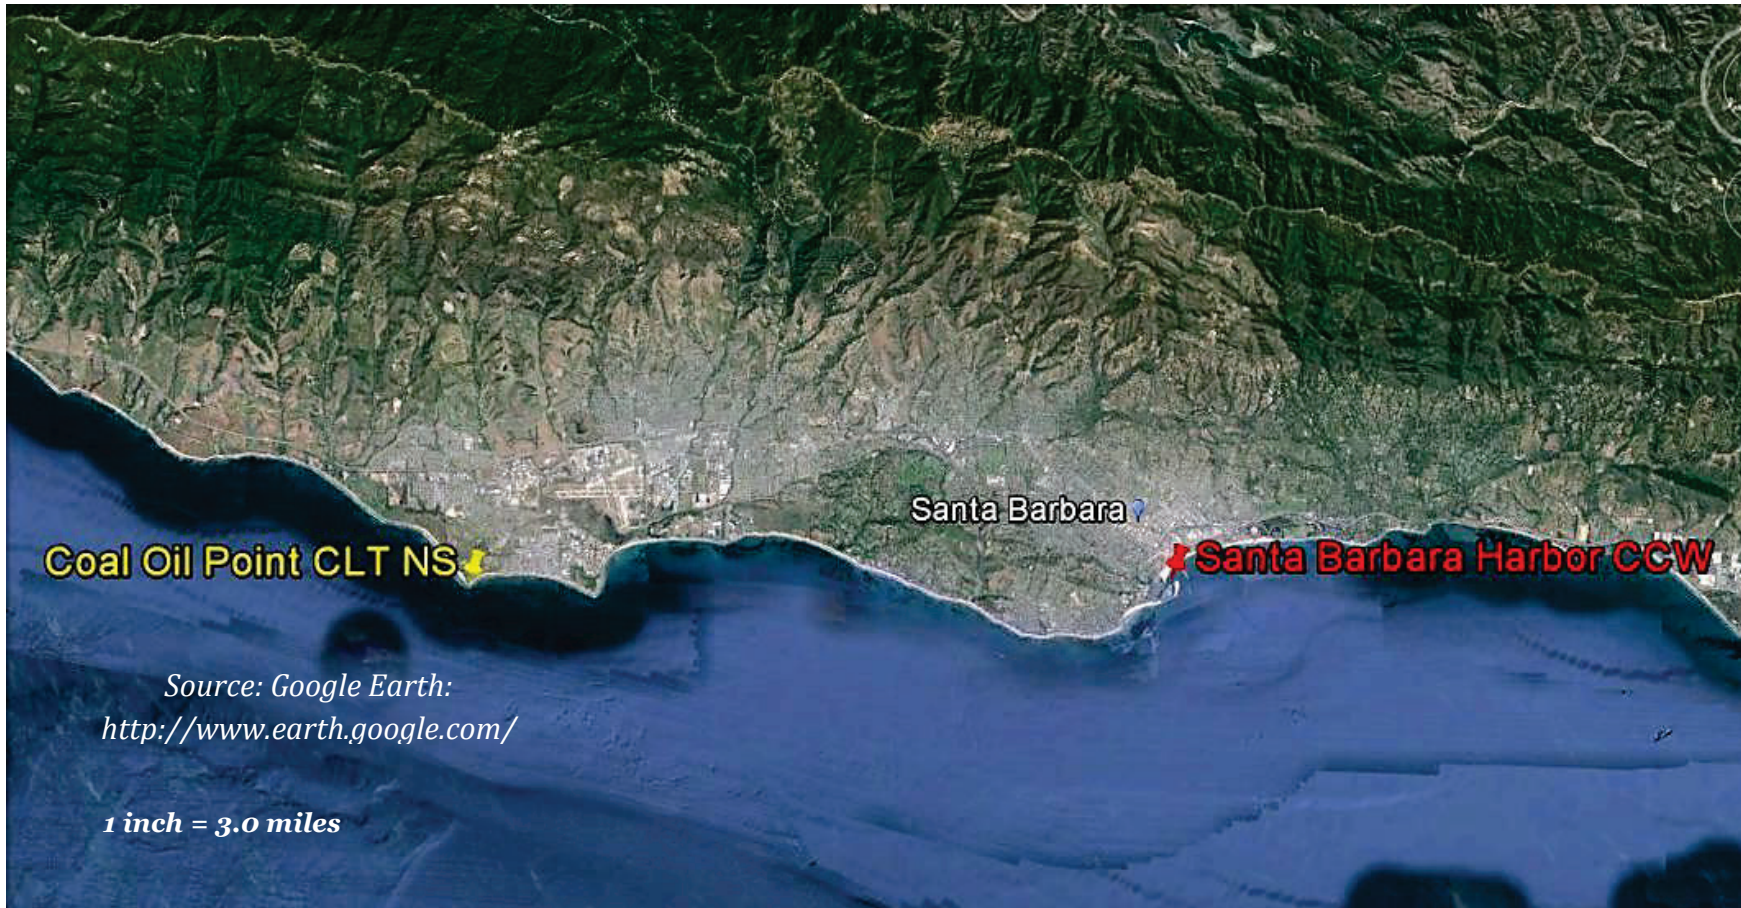 Santa Barbara
Coal Oil Point CLT NS
Santa Barbara Harbor CCW
Source: Google Earth:
http://www.earth.google.com/
1 inch = 3.0 miles